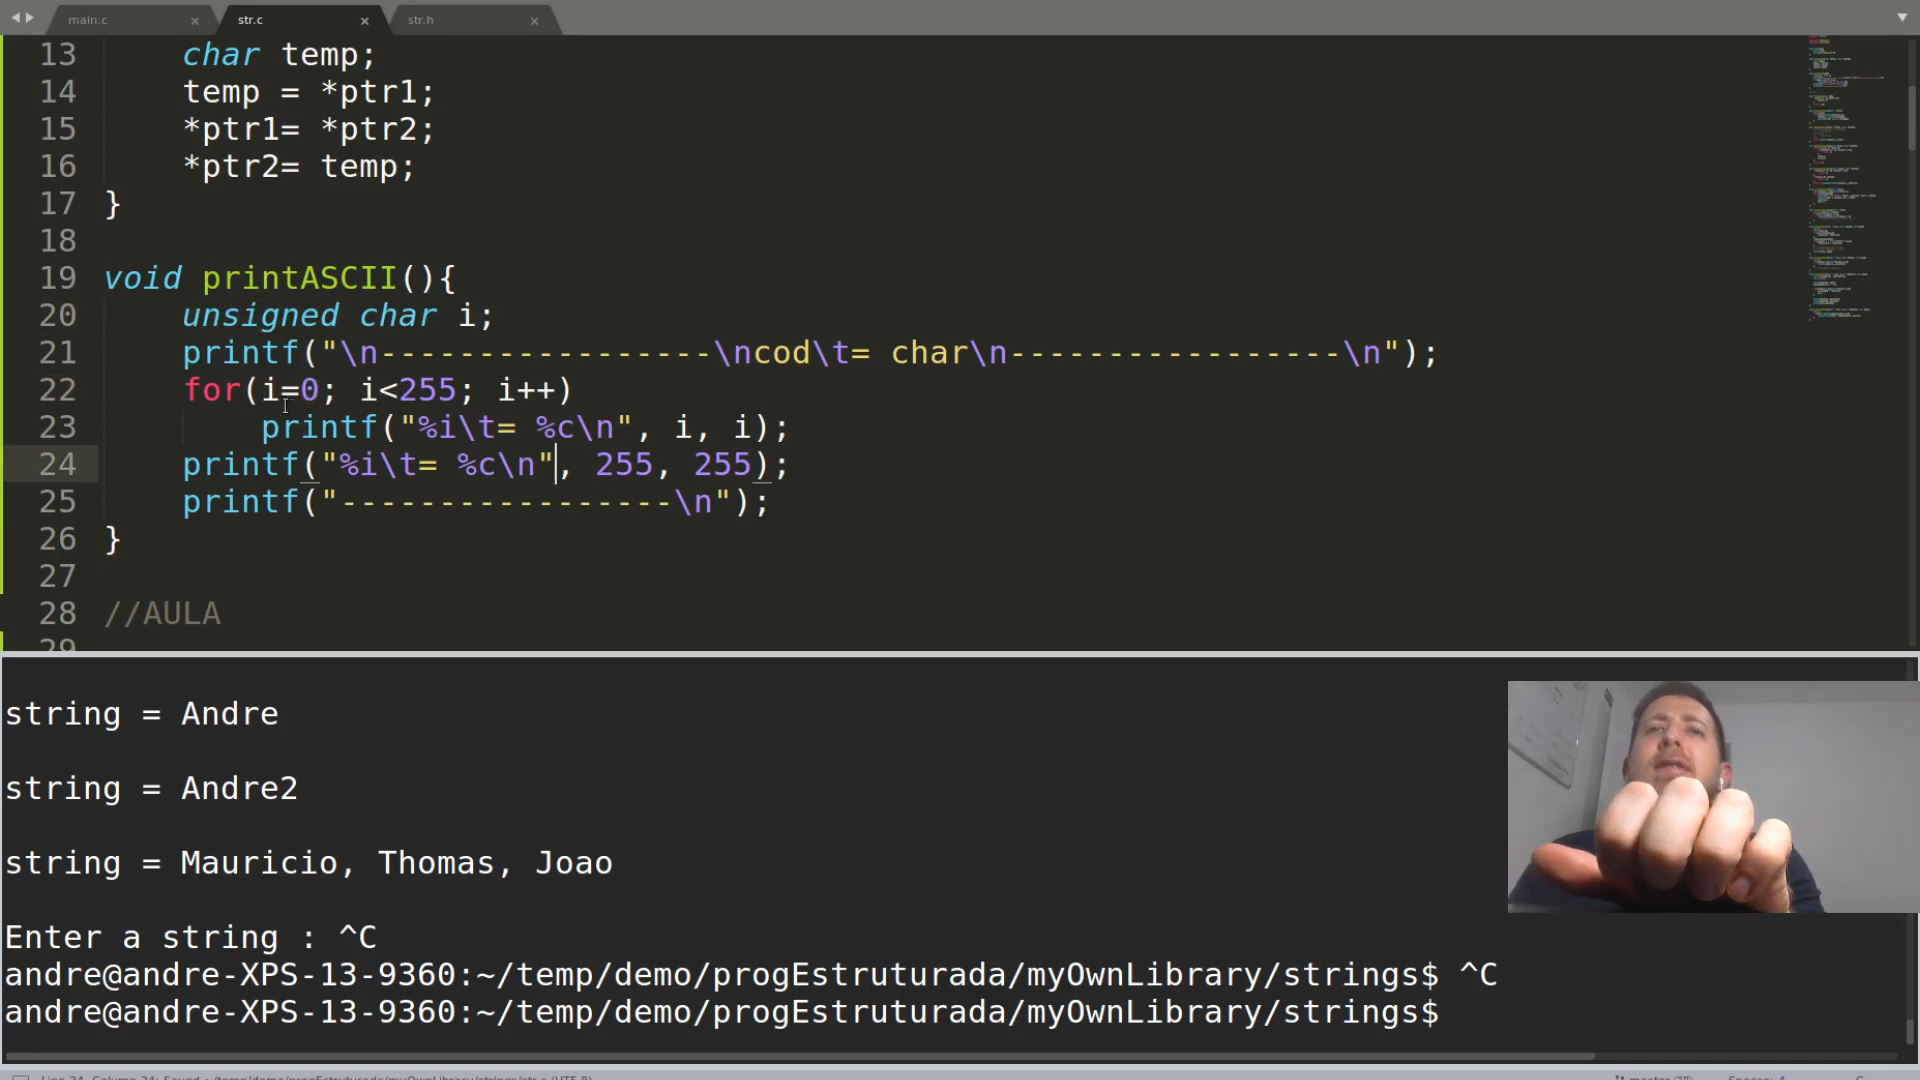 main.c × str.c × str.h ×
13 char temp;
14 temp = *ptr1;
15 *ptr1= *ptr2;
16 *ptr2= temp;
17 }
18
19 void printASCII(){
20 unsigned char i;
21 printf("\n-----------------\ncod\t= char\n-----------------\n");
22 for(i=0; i<255; i++)
23 printf("%i\t= %c\n", i, i);
24 printf("%i\t= %c\n", 255, 255);
25 printf("-----------------\n");
26 }
27
28 //AULA
29
string = Andre
string = Andre2
string = Mauricio, Thomas, Joao
Enter a string : ^C
andre@andre-XPS-13-9360:~/temp/demo/progEstruturada/myOwnLibrary/strings$ ^C
andre@andre-XPS-13-9360:~/temp/demo/progEstruturada/myOwnLibrary/strings$